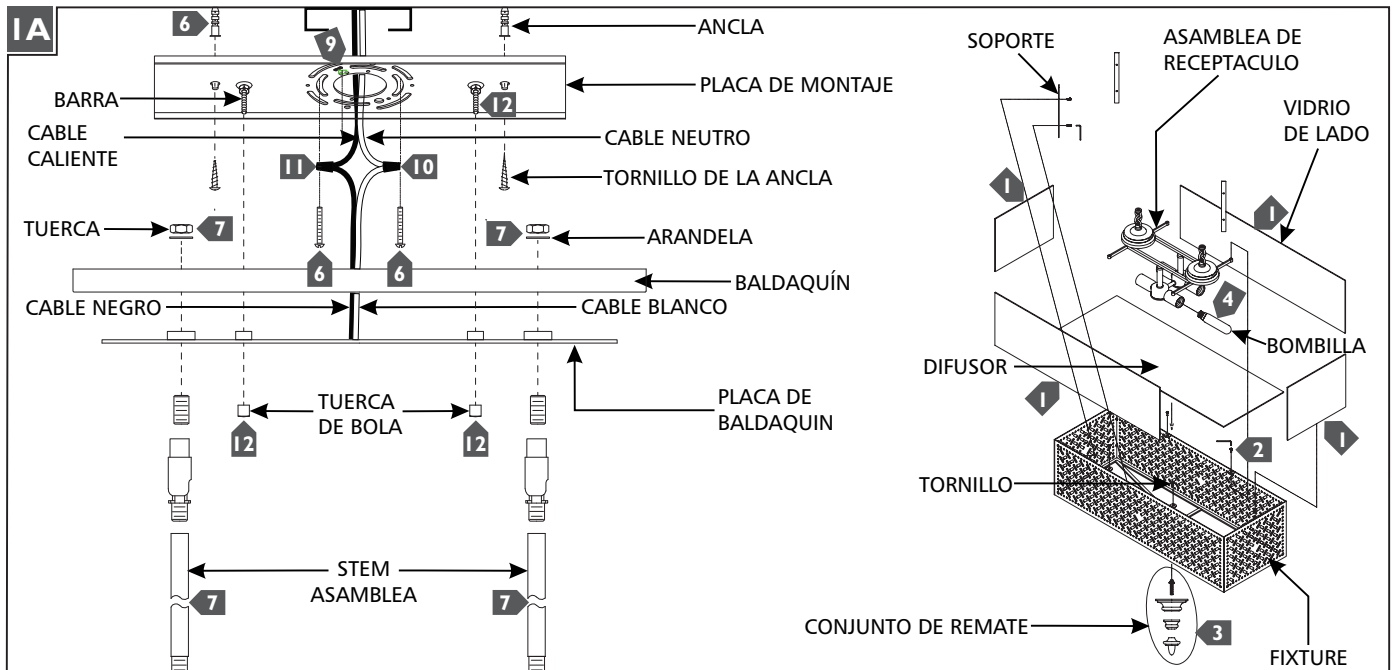 1A
6
ANCLA
9
BARRA
12
PLACA DE MONTAJE
CABLE
CALIENTE
CABLE NEUTRO
11
10
TORNILLO DE LA ANCLA
TUERCA
7
7
ARANDELA
6
6
BALDAQUÍN
CABLE NEGRO
CABLE BLANCO
TUERCA
DE BOLA
12
12
PLACA DE
BALDAQUIN
STEM
ASAMBLEA
7
7
SOPORTE
ASAMBLEA DE
RECEPTACULO
VIDRIO
DE LADO
1
1
4
BOMBILLA
DIFUSOR
1
1
2
TORNILLO
CONJUNTO DE REMATE
3
FIXTURE